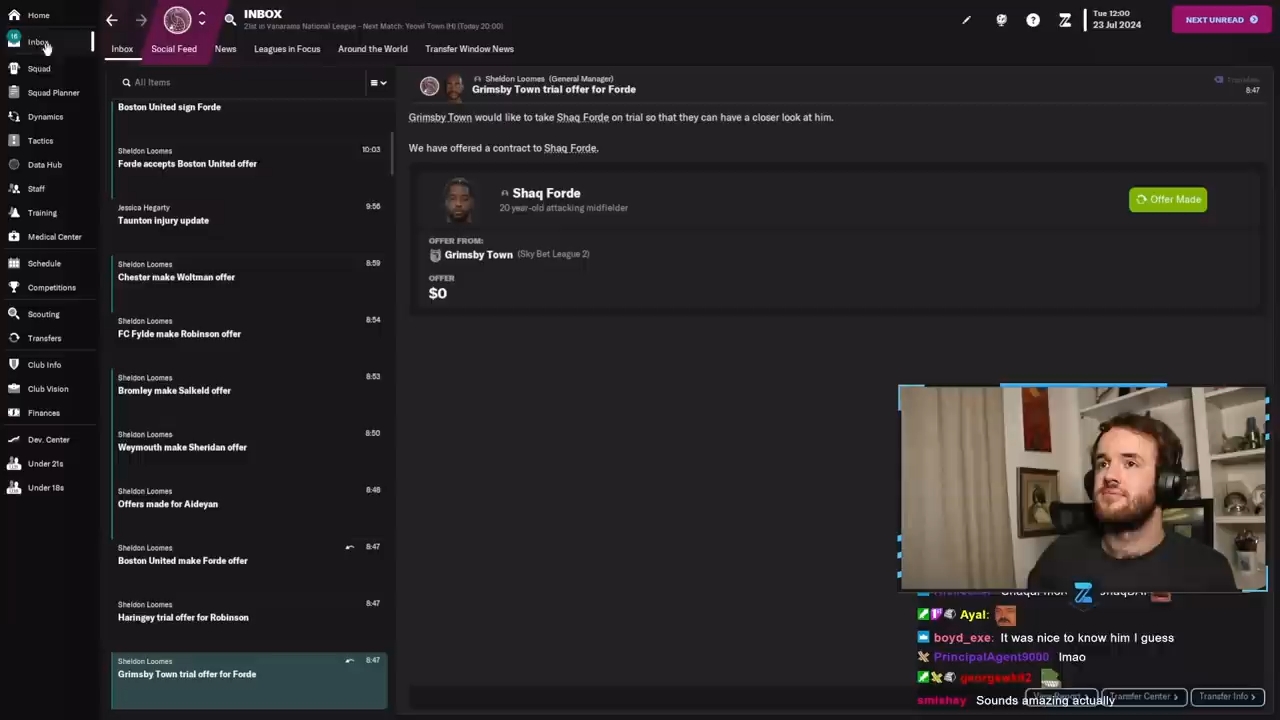 Home
INBOX
21st in Vanarama National League - Next Match: Yeovil Town (H) (Today 20:00)
Tue 12:00
23 Jul 2024
NEXT UNREAD
16
Inbox
Inbox
Social Feed
News
Leagues in Focus
Around the World
Transfer Window News
Squad
Squad Planner
Dynamics
Tactics
Data Hub
Staff
Training
Medical Center
Schedule
Competitions
Scouting
Transfers
Club Info
Club Vision
Finances
Dev. Center
Under 21s
Under 18s
All Items
Boston United sign Forde
Sheldon Loomes
10:03
Forde accepts Boston United offer
Jessica Hegarty
9:56
Taunton injury update
Sheldon Loomes
8:59
Chester make Woltman offer
Sheldon Loomes
8:54
FC Fylde make Robinson offer
Sheldon Loomes
8:53
Bromley make Salkeld offer
Sheldon Loomes
8:50
Weymouth make Sheridan offer
Sheldon Loomes
8:48
Offers made for Aideyan
Sheldon Loomes
8:47
Boston United make Forde offer
Sheldon Loomes
8:47
Haringey trial offer for Robinson
Sheldon Loomes
8:47
Grimsby Town trial offer for Forde
Sheldon Loomes (General Manager)
Grimsby Town trial offer for Forde
Transfers
8:47
Grimsby Town would like to take Shaq Forde on trial so that they can have a closer look at him.
We have offered a contract to Shaq Forde.
Shaq Forde
20 year-old attacking midfielder
Offer Made
OFFER FROM:
Grimsby Town (Sky Bet League 2)
OFFER
$0
Ayal:
boyd_exe: It was nice to know him I guess
PrincipalAgent9000 lmao
smishay Sounds amazing actually
Transfer Center
Transfer Info